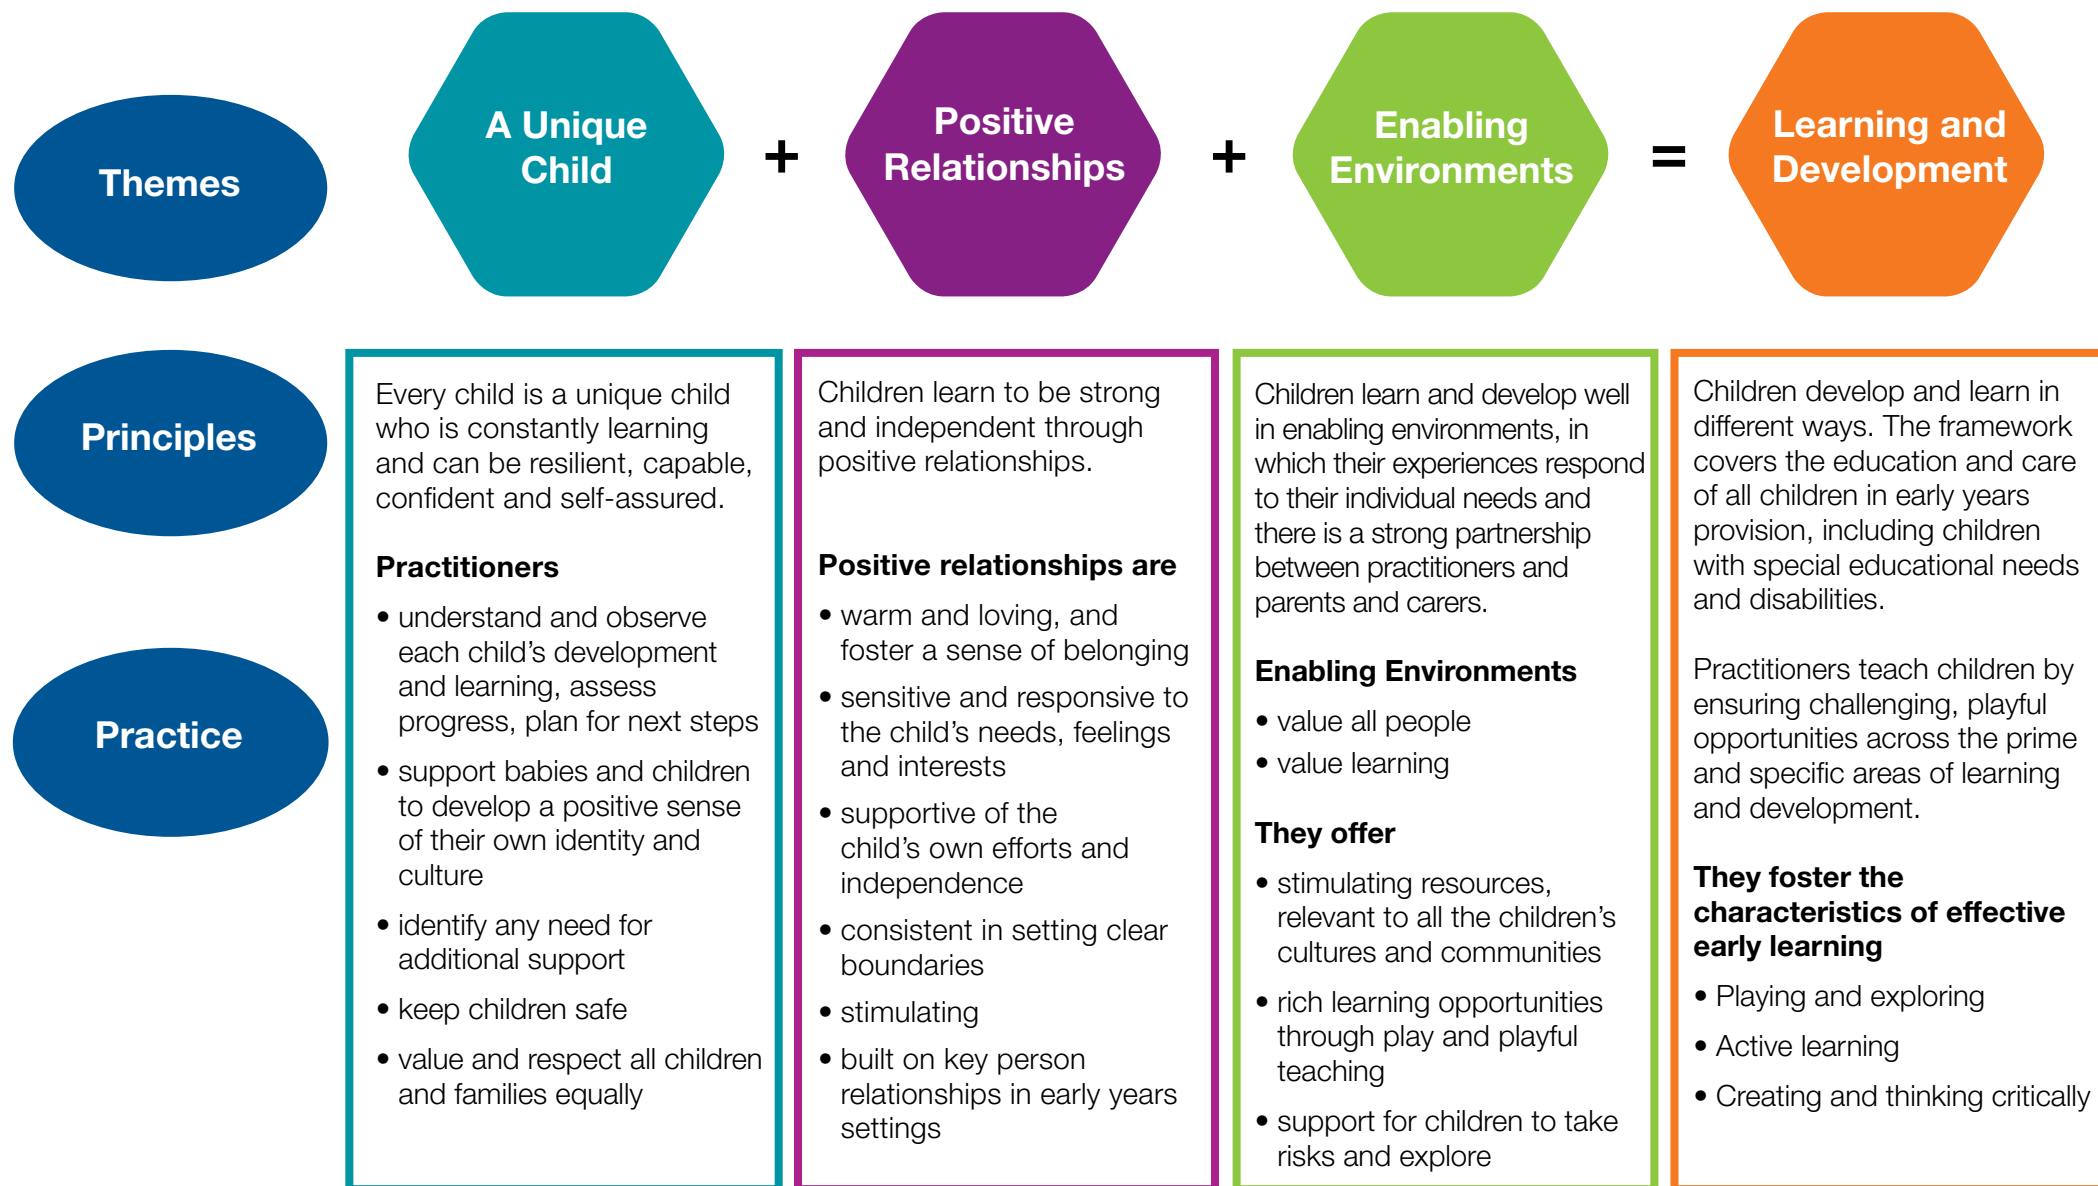 Themes
A Unique
Child
+
Positive
Relationships
+
Enabling
Environments
=
Learning and
Development
Principles
Practice
Every child is a unique child
who is constantly learning
and can be resilient, capable,
confident and self-assured.
Practitioners
• understand and observe
each child’s development
and learning, assess
progress, plan for next steps
• support babies and children
to develop a positive sense
of their own identity and
culture
• identify any need for
additional support
• keep children safe
• value and respect all children
and families equally
Children learn to be strong
and independent through
positive relationships.
Positive relationships are
• warm and loving, and
foster a sense of belonging
• sensitive and responsive to
the child’s needs, feelings
and interests
• supportive of the
child’s own efforts and
independence
• consistent in setting clear
boundaries
• stimulating
• built on key person
relationships in early years
settings
Children learn and develop well
in enabling environments, in
which their experiences respond
to their individual needs and
there is a strong partnership
between practitioners and
parents and carers.
Enabling Environments
• value all people
• value learning
They offer
• stimulating resources,
relevant to all the children’s
cultures and communities
• rich learning opportunities
through play and playful
teaching
• support for children to take
risks and explore
Children develop and learn in
different ways. The framework
covers the education and care
of all children in early years
provision, including children
with special educational needs
and disabilities.
Practitioners teach children by
ensuring challenging, playful
opportunities across the prime
and specific areas of learning
and development.
They foster the
characteristics of effective
early learning
• Playing and exploring
• Active learning
• Creating and thinking critically